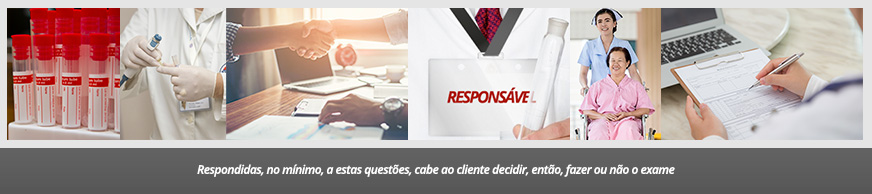 RESPONSÁVEL
Respondidas, no mínimo, a estas questões, cabe ao cliente decidir, então, fazer ou não o exame